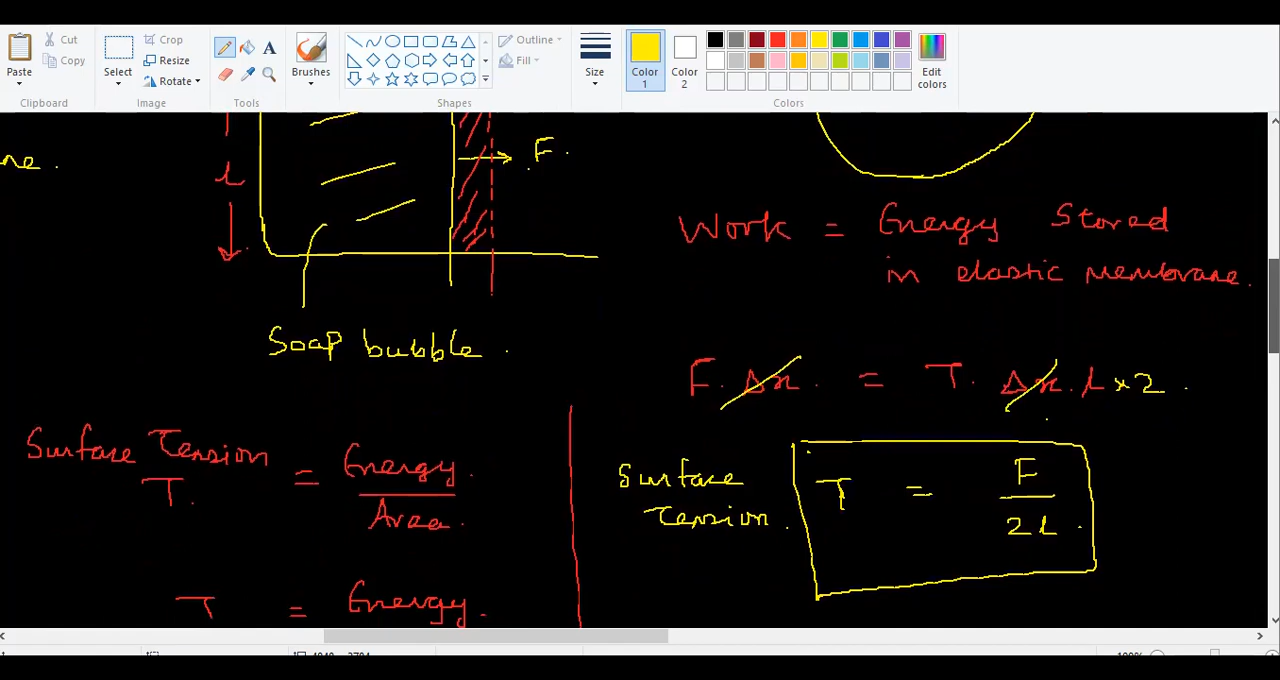 Cut
Copy
Paste
Clipboard
Select
Crop
Resize
Rotate
Image
A
Tools
Brushes
Outline
Fill
Shapes
Size
Color 1
Color 2
Edit colors
Colors
ne.
l
F.
Soap bubble.
Work = Energy Stored
in elastic membrane.
F. Δx. = T. Δx. l × 2.
Surface Tension T. = Energy. / Area.
Surface Tension. T = F / 2l.
T = Energy.
100%